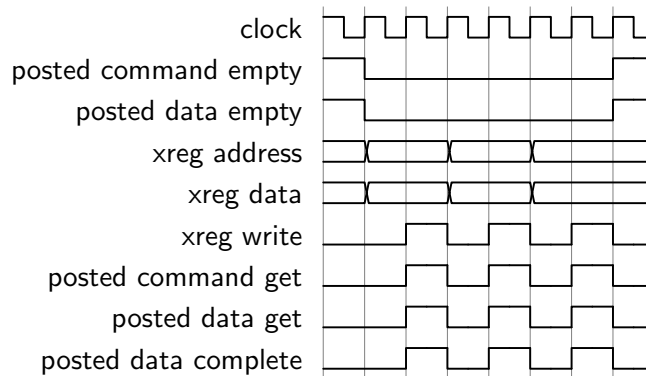 clock
posted command empty
posted data empty
xreg address
xreg data
xreg write
posted command get
posted data get
posted data complete